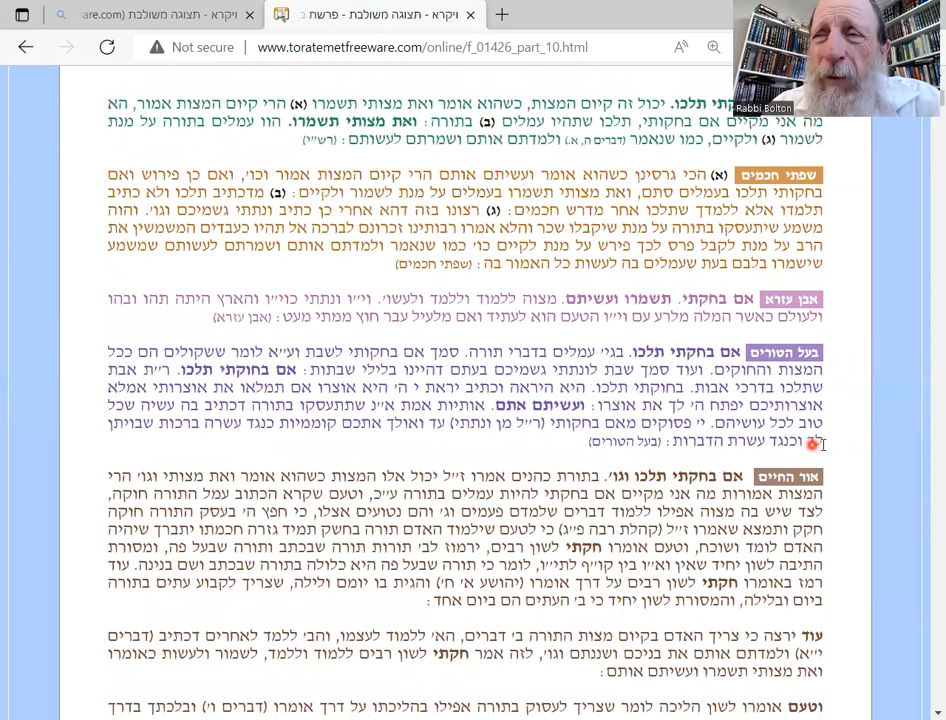 ויקרא - תצוגה משולבת (are.com
ויקרא - תצוגה משולבת - פרשת ב
Not secure
www.toratemetfreeware.com/online/f_01426_part_10.html
Rabbi Bolton
קתי תלכו. יכול זה קיום המצות, כשהוא אומר ואת מצותי תשמרו (א) הרי קיום המצות אמור, הא
מה אני מקיים אם בחקותי, תלכו שתהיו עמלים (ב) בתורה: ואת מצותי תשמרו. הוו עמלים בתורה על מנת
לשמור (ג) ולקיים, כמו שנאמר (דברים ה, א.) ולמדתם אותם ושמרתם לעשותם: (רש״י)
שפתי חכמים (א) הכי גרסינן כשהוא אומר ועשיתם אותם הרי קיום המצות אמור וכו', ואם כן פירוש ואם
בחקותי תלכו בעמלים סתם, ואת מצותי תשמרו בעמלים על מנת לשמור ולקיים: (ב) מדכתיב תלכו ולא כתיב
תלמדו אלא ללמדך שתלכו אחר מדרש חכמים: (ג) רצונו בזה דהא אחרי כן כתיב ונתתי גשמיכם וגו'. והוה
משמע שיתעסקו בתורה על מנת שיקבלו שכר והלא אמרו רבותינו זכרונם לברכה אל תהיו כעבדים המשמשין את
הרב על מנת לקבל פרס לכך פירש על מנת לקיים כו' כמו שנאמר ולמדתם אותם ושמרתם לעשותם שמשמע
שישמרו בלבם בעת שעמלים בה לעשות כל האמור בה: (שפתי חכמים)
אבן עזרא אם בחקתי. תשמרו ועשיתם. מצוה ללמוד וללמד ולעשו'. וי״ו ונתתי כוי״ו והארץ היתה תהו ובהו
ולעולם כאשר המלה מלרע עם וי״ו הטעם הוא לעתיד ואם מלעיל עבר חוץ ממתי מעט: (אבן עזרא)
בעל הטורים אם בחקתי תלכו. בגי' עמלים בדברי תורה. סמך אם בחקותי לשבת וע״א לומר ששקולים הם ככל
המצות והחוקים. ועוד סמך שבת לונתתי גשמיכם בעתם דהיינו בלילי שבתות: אם בחוקתי תלכו. ר״ת אבת
שתלכו בדרכי אבות. בחוקתי תלכו. היא היראה וכתיב יראת י ה' היא אוצרו אם תמלאו את אוצרותי אמלא
אוצרותיכם יפתח ה' לך את אוצרו: ועשיתם אתם. אותיות אמת א״נ שתתעסקו בתורה דכתיב בה עשיה שכל
טוב לכל עושיהם. י' פסוקים מאם בחקותי (ר״ל מן ונתתי) עד ואולך אתכם קוממיות כנגד עשרה ברכות שבויתן
לך וכנגד עשרת הדברות: (בעל הטורים)
אור החיים אם בחקתי תלכו וגו'. בתורת כהנים אמרו ז״ל יכול אלו המצות כשהוא אומר ואת מצותי וגו' הרי
המצות אמורות מה אני מקיים אם בחקתי להיות עמלים בתורה ע״כ, וטעם שקרא הכתוב עמל התורה חוקה,
לצד שיש בה מצוה אפילו ללמוד דברים שלמדם פעמים וג' והם נטועים אצלו, כי חפץ ה' בעסק התורה חוקה
חקק ותמצא שאמרו ז״ל (קהלת רבה פ״ג) כי לטעם שילמוד האדם תורה בחשק תמיד גזרה חכמתו יתברך שיהיה
האדם לומד ושוכח, וטעם אומרו חקתי לשון רבים, ירמוז לב' תורות תורה שבכתב ותורה שבעל פה, ומסורת
התיבה לשון יחיד שאין וא״ו בין קו״ף לתי״ו, לומר כי תורה שבעל פה היא כלולה בתורה שבכתב ושם בנינה. עוד
רמז באומרו חקתי לשון רבים על דרך אומרו (יהושע א' ח') והגית בו יומם ולילה, שצריך לקבוע עתים בתורה
ביום ובלילה, והמסורת לשון יחיד כי ב' העתים הם ביום אחד:
עוד ירצה כי צריך האדם בקיום מצות התורה ב' דברים, הא' ללמוד לעצמו, והב' ללמד לאחרים דכתיב (דברים
י״א) ולמדתם אותם את בניכם ושננתם וגו', לזה אמר חקתי לשון רבים ללמוד וללמד, לשמור ולעשות כאומרו
ואת מצותי תשמרו ועשיתם אותם:
וטעם אומרו לשון הליכה לומר שצריך לעסוק בתורה אפילו בהליכתו על דרך אומרו (דברים ו') ובלכתך בדרך